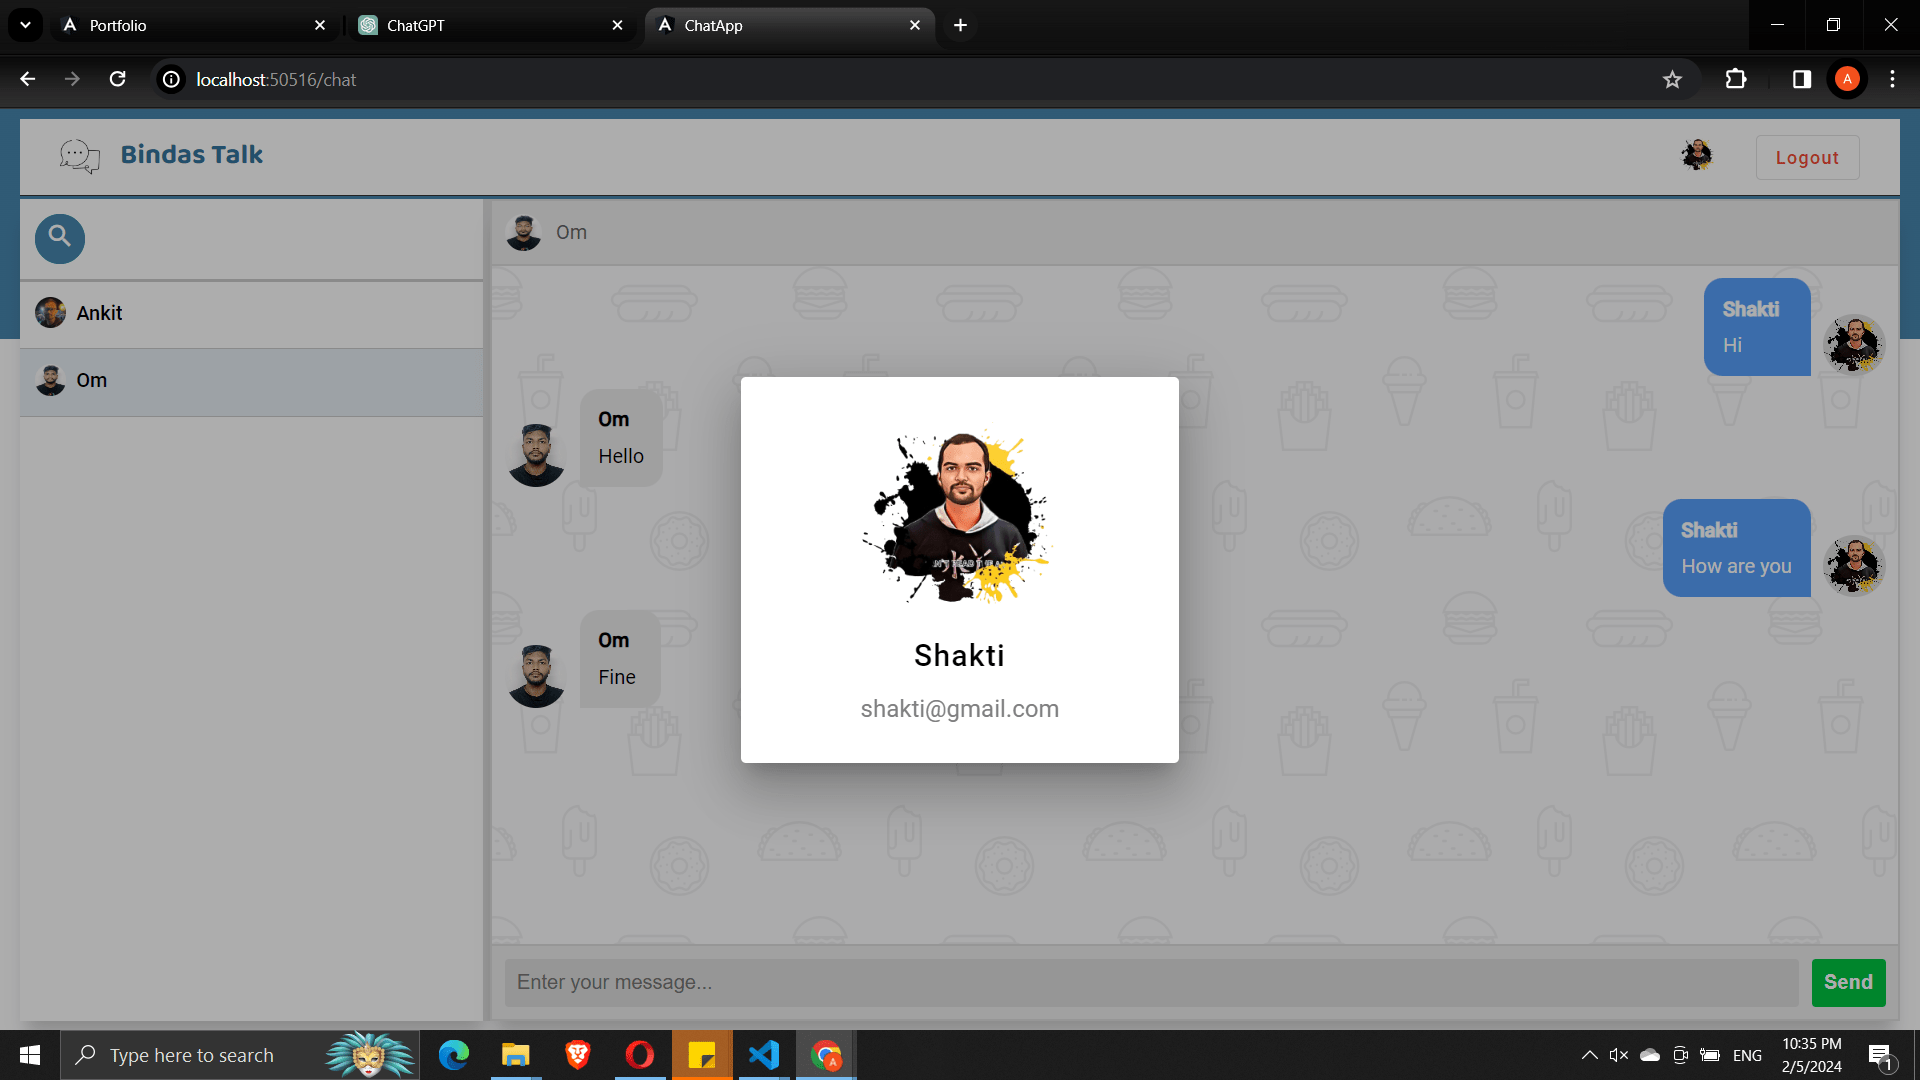 Portfolio
ChatGPT
ChatApp
localhost:50516/chat
A
Bindas Talk
Logout
Om
Ankit
Om
Shakti
Hi
Om
Hello
Shakti
How are you
Om
Fine
Shakti
shakti@gmail.com
Enter your message...
Send
Type here to search
A
ENG
10:35 PM
2/5/2024
1